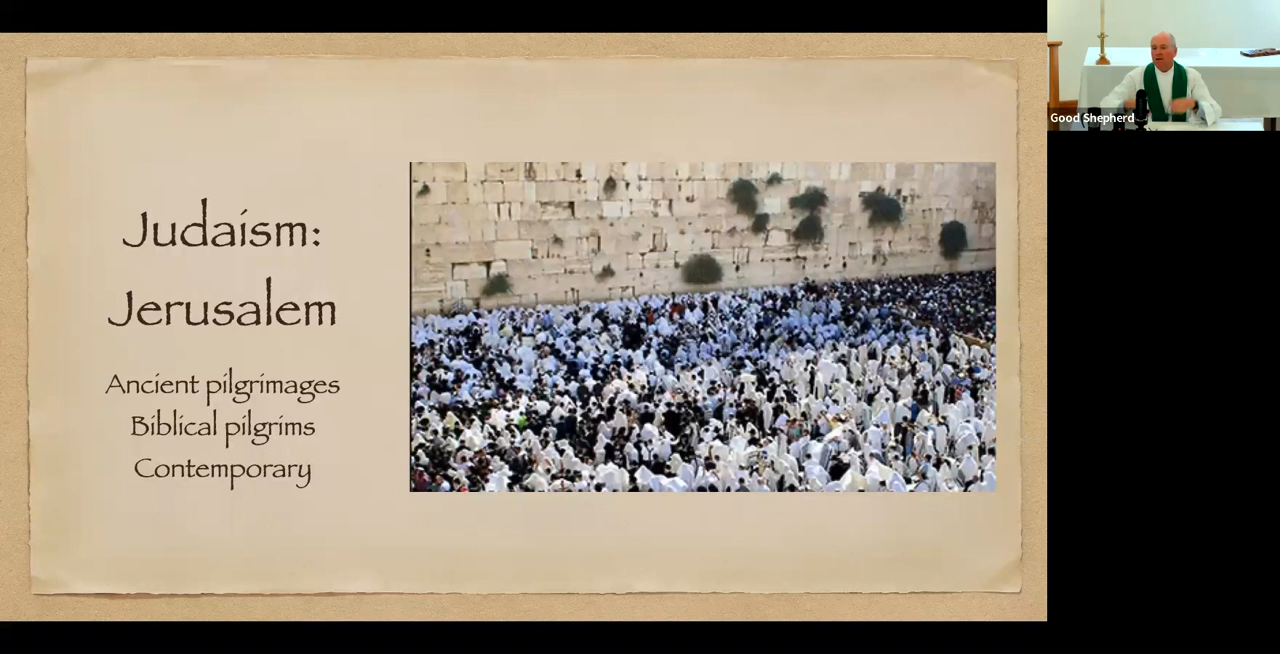 Judaism:
Jerusalem
Ancient pilgrimages
Biblical pilgrims
Contemporary
Good Shepherd